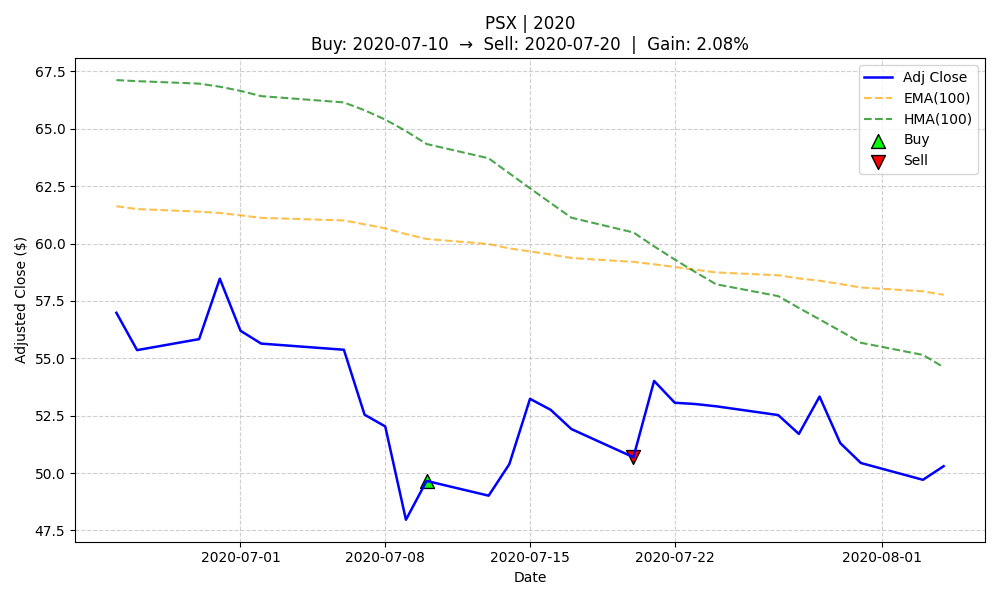 PSX | 2020
Buy: 2020-07-10 → Sell: 2020-07-20 | Gain: 2.08%
Adj Close
EMA(100)
HMA(100)
Buy
Sell
Adjusted Close ($)
67.5
65.0
62.5
60.0
57.5
55.0
52.5
50.0
47.5
2020-07-01
2020-07-08
2020-07-15
2020-07-22
2020-08-01
Date